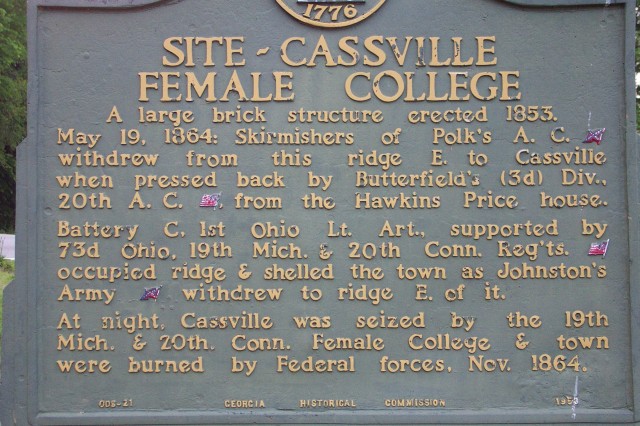 1776
SITE - CASSVILLE
FEMALE COLLEGE
A large brick structure erected 1853.
May 19, 1864: Skirmishers of Polk's A. C.
withdrew from this ridge E. to Cassville
when pressed back by Butterfield's (3d) Div.,
20th A. C. from the Hawkins Price house.
Battery C, 1st Ohio Lt. Art., supported by
73d Ohio, 19th Mich. & 20th Conn. Reg'ts.
occupied ridge & shelled the town as Johnston's
Army withdrew to ridge E. of it.
At night, Cassville was seized by the 19th
Mich. & 20th. Conn. Female College & town
were burned by Federal forces, Nov. 1864.
GEORGIA HISTORICAL COMMISSION